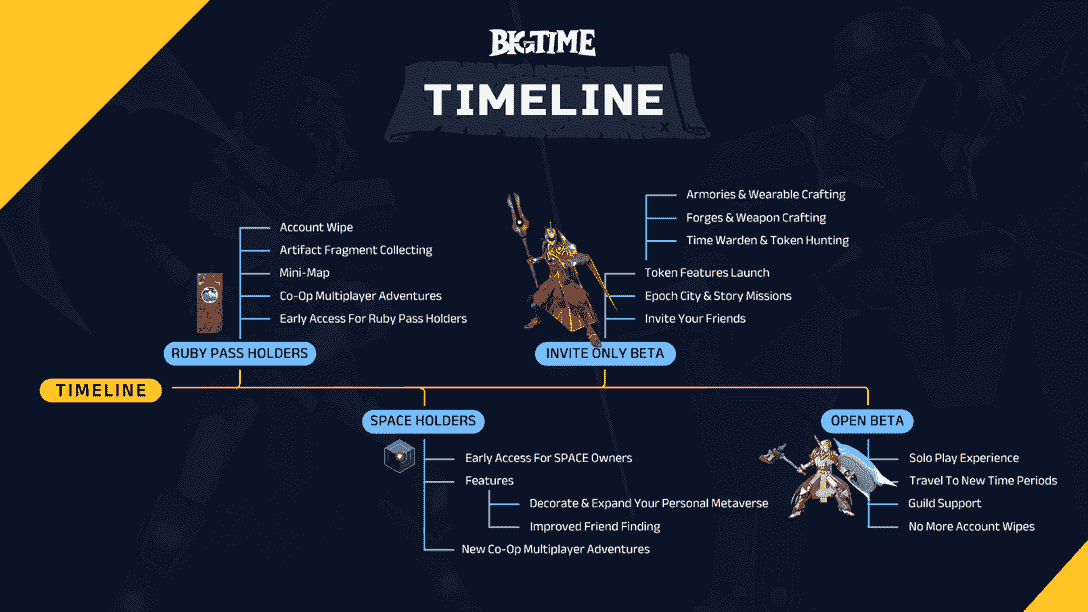 BIGTIME
TIMELINE
Account Wipe
Artifact Fragment Collecting
Mini-Map
Co-Op Multiplayer Adventures
Early Access For Ruby Pass Holders
RUBY PASS HOLDERS
Armories & Wearable Crafting
Forges & Weapon Crafting
Time Warden & Token Hunting
Token Features Launch
Epoch City & Story Missions
Invite Your Friends
INVITE ONLY BETA
TIMELINE
SPACE HOLDERS
Early Access For SPACE Owners
Features
Decorate & Expand Your Personal Metaverse
Improved Friend Finding
New Co-Op Multiplayer Adventures
OPEN BETA
Solo Play Experience
Travel To New Time Periods
Guild Support
No More Account Wipes